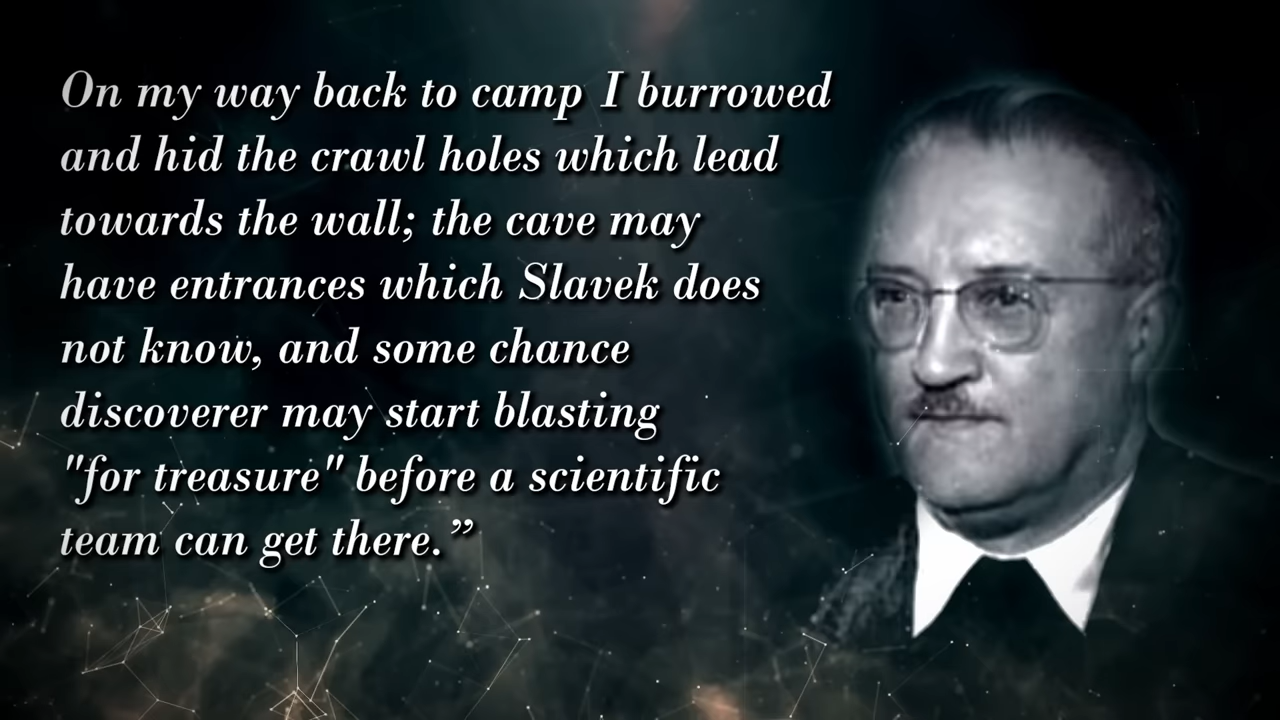 On my way back to camp I burrowed
and hid the crawl holes which lead
towards the wall; the cave may
have entrances which Slavek does
not know, and some chance
discoverer may start blasting
"for treasure" before a scientific
team can get there.”